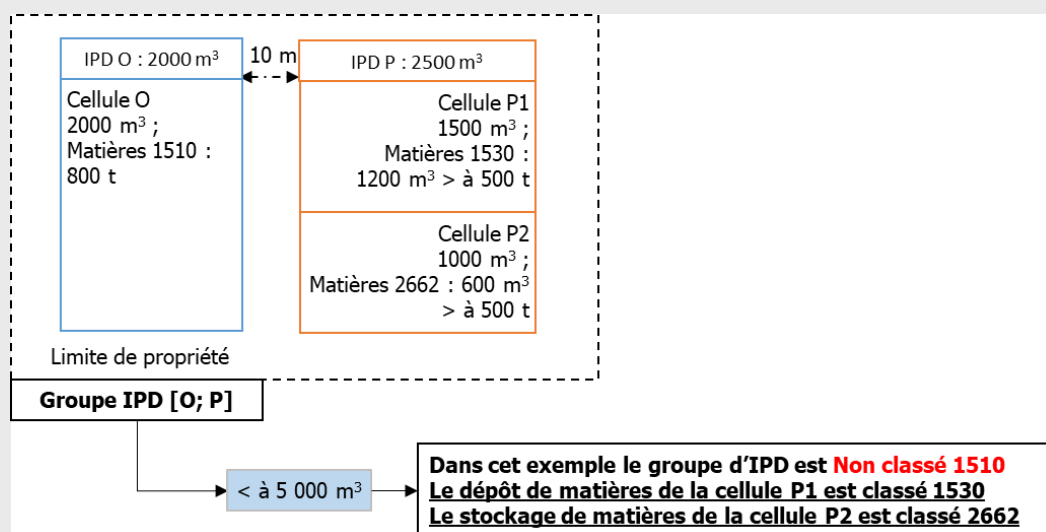 IPD O : 2000 m³
10 m
IPD P : 2500 m³
Cellule O
2000 m³ ;
Matières 1510 :
800 t
Cellule P1
1500 m³ ;
Matières 1530 :
1200 m³ > à 500 t
Cellule P2
1000 m³ ;
Matières 2662 : 600 m³
> à 500 t
Limite de propriété
Groupe IPD [O; P]
< à 5 000 m³
Dans cet exemple le groupe d’IPD est Non classé 1510
Le dépôt de matières de la cellule P1 est classé 1530
Le stockage de matières de la cellule P2 est classé 2662